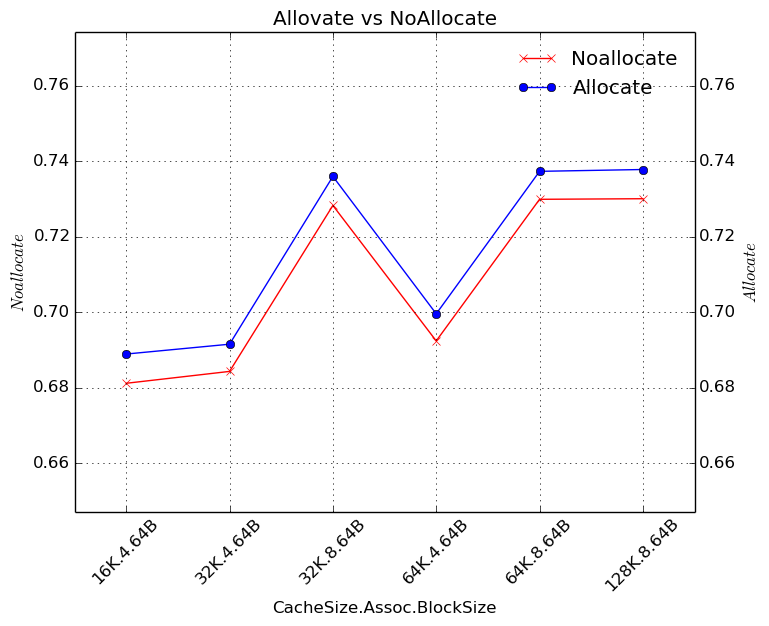 Allovate vs NoAllocate
Noallocate
Allocate
0.76
0.74
0.72
0.70
0.68
0.66
Noallocate
0.76
0.74
0.72
0.70
0.68
0.66
Allocate
16K.4.64B
32K.4.64B
32K.8.64B
64K.4.64B
64K.8.64B
128K.8.64B
CacheSize.Assoc.BlockSize